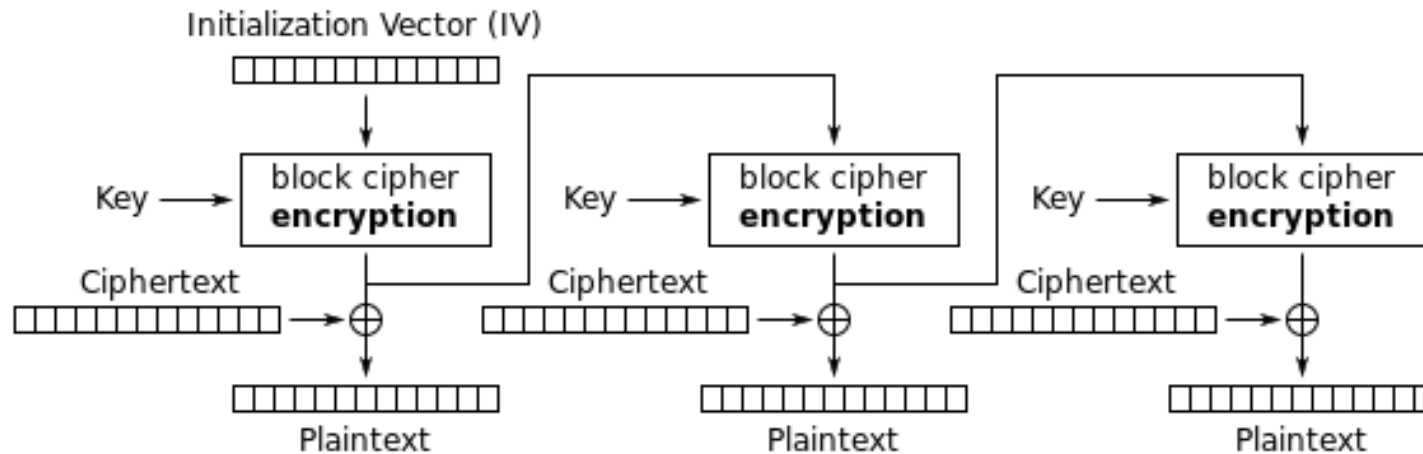 Initialization Vector (IV)
Key
block cipher
encryption
Key
block cipher
encryption
Key
block cipher
encryption
Ciphertext
Ciphertext
Ciphertext
Plaintext
Plaintext
Plaintext